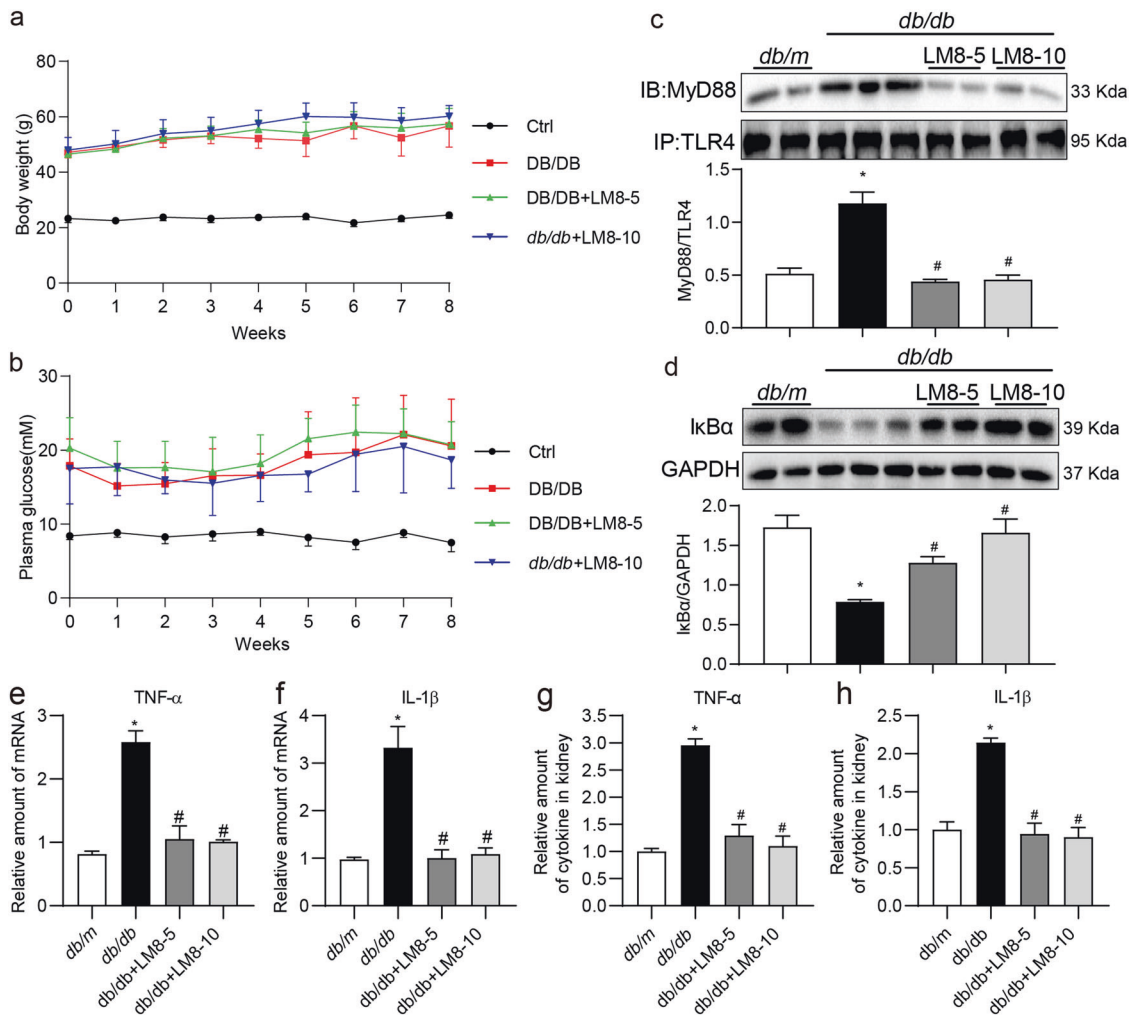 a
Body weight (g)
80
60
40
20
0
0 1 2 3 4 5 6 7 8
Weeks
Ctrl
DB/DB
DB/DB+LM8-5
db/db+LM8-10
b
Plasma glucose(mM)
30
20
10
0
0 1 2 3 4 5 6 7 8
Weeks
Ctrl
DB/DB
DB/DB+LM8-5
db/db+LM8-10
c
db/db
db/m LM8-5 LM8-10
IB:MyD88 33 Kda
IP:TLR4 95 Kda
MyD88/TLR4
1.5
1.0
0.5
0.0
* # #
d
db/db
db/m LM8-5 LM8-10
IκBα 39 Kda
GAPDH 37 Kda
IκBα/GAPDH
2.0
1.5
1.0
0.5
0.0
* # #
e
TNF-α
Relative amount of mRNA
3
2
1
0
* # #
db/m db/db db/db+LM8-5 db/db+LM8-10
f
IL-1β
Relative amount of mRNA
4
3
2
1
0
* # #
db/m db/db db/db+LM8-5 db/db+LM8-10
g
TNF-α
Relative amount
of cytokine in kidney
3.5
3.0
2.5
2.0
1.5
1.0
0.5
0.0
* # #
db/m db/db db/db+LM8-5 db/db+LM8-10
h
IL-1β
Relative amount
of cytokine in kidney
2.5
2.0
1.5
1.0
0.5
0.0
* # #
db/m db/db db/db+LM8-5 db/db+LM8-10